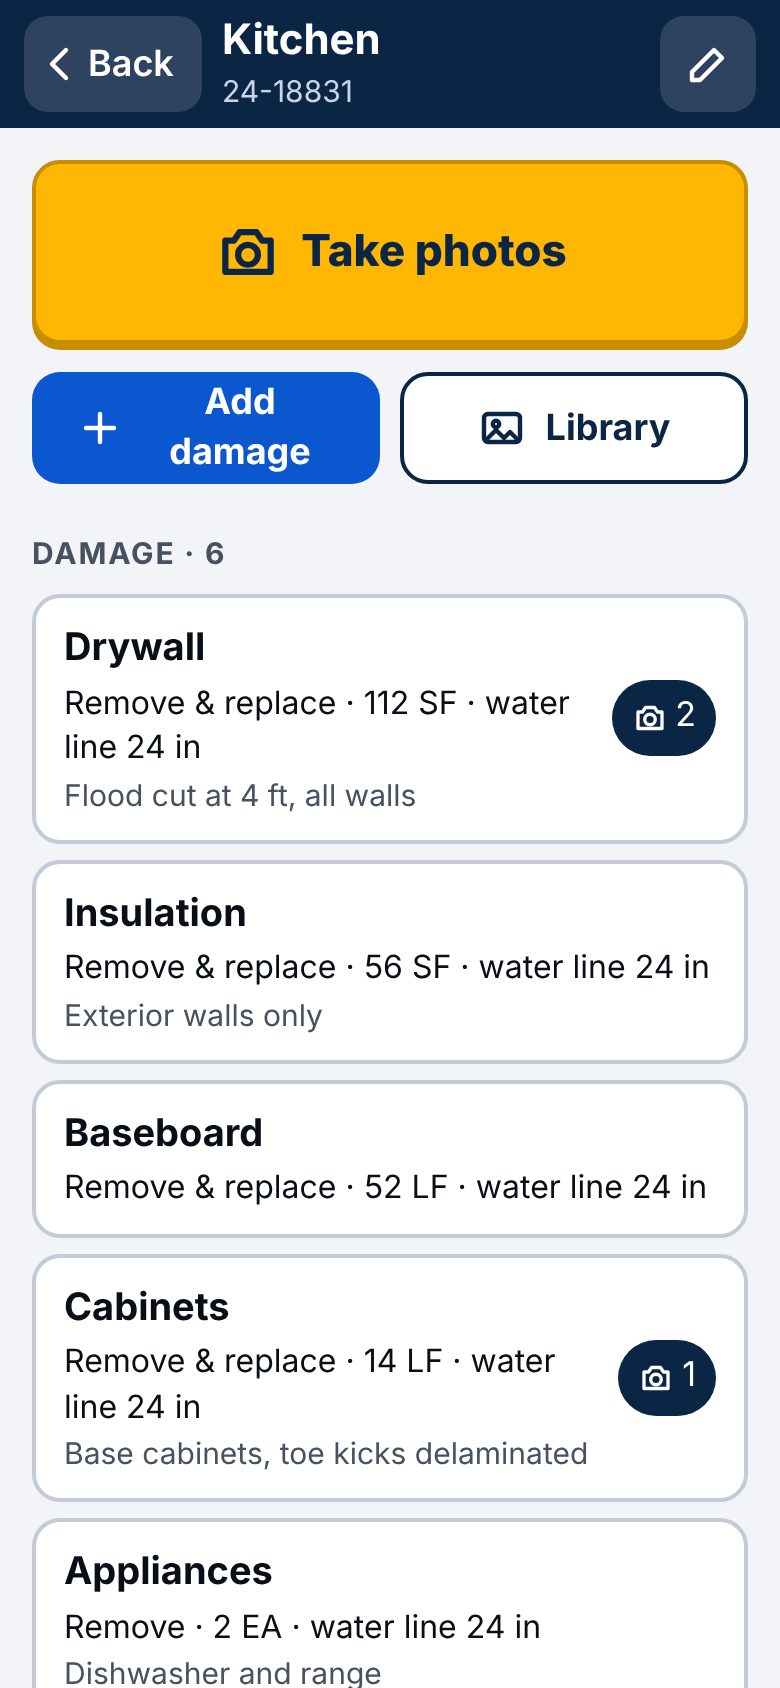 Back
Kitchen
24-18831
Take photos
Add
damage
Library
DAMAGE · 6
Drywall
Remove & replace · 112 SF · water
line 24 in
Flood cut at 4 ft, all walls
2
Insulation
Remove & replace · 56 SF · water line 24 in
Exterior walls only
Baseboard
Remove & replace · 52 LF · water line 24 in
Cabinets
Remove & replace · 14 LF · water
line 24 in
Base cabinets, toe kicks delaminated
1
Appliances
Remove · 2 EA · water line 24 in
Dishwasher and range